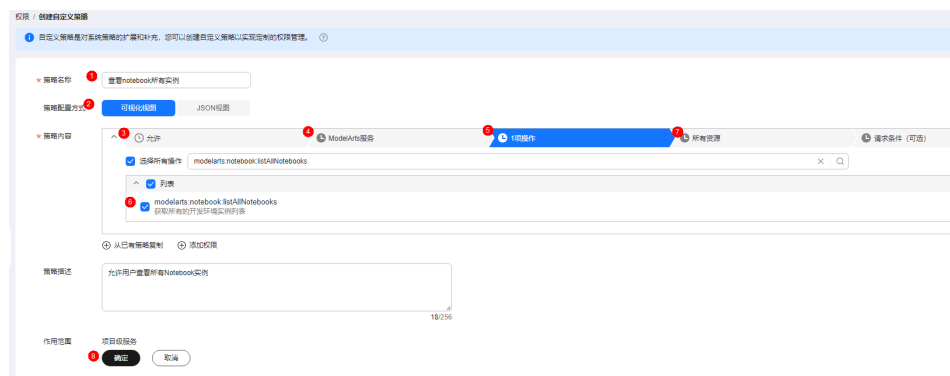 权限 / 创建自定义策略
自定义策略是对系统策略的扩展和补充，您可以创建自定义策略以实现定制的权限管理。
* 策略名称 1 查看notebook所有实例
策略配置方式 2 可视化视图 JSON视图
* 策略内容 3 允许 4 ModelArts服务 5 1项操作 7 所有资源 请求条件（可选）
选择所有操作 modelarts:notebook:listAllNotebooks
列表
6 modelarts:notebook:listAllNotebooks
获取所有的开发环境实例列表
从已有策略复制 添加权限
策略描述 允许用户查看所有Notebook实例
18/256
作用范围 项目级服务
8 确定 取消